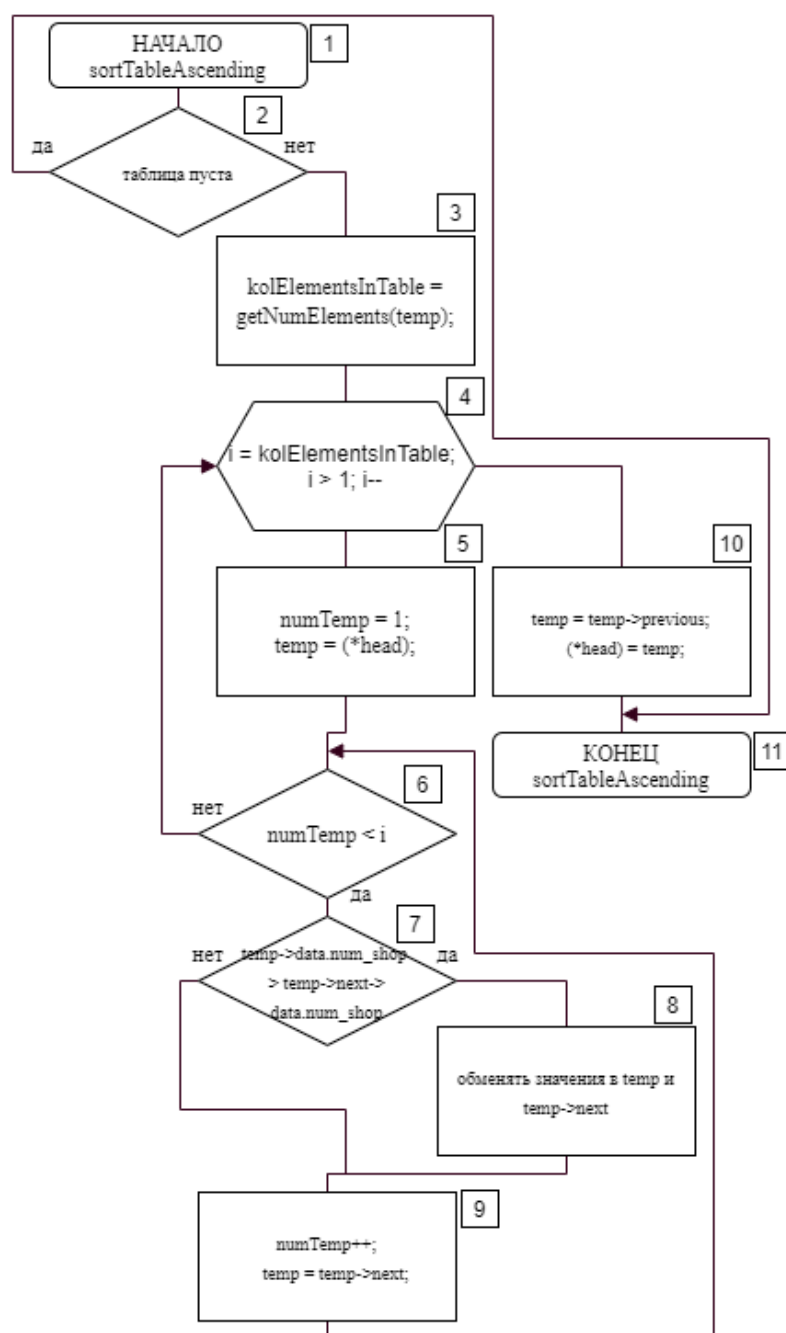 НАЧАЛО
sortTableAscending
1
2
да
нет
таблица пуста
3
kolElementsInTable =
getNumElements(temp);
4
i = kolElementsInTable;
i > 1; i--
5
numTemp = 1;
temp = (*head);
10
temp = temp->previous;
(*head) = temp;
КОНЕЦ
sortTableAscending
11
6
нет
numTemp < i
да
7
нет
temp->data.num_shop
> temp->next->
data.num_shop
да
8
обменять значения в temp и
temp->next
9
numTemp++;
temp = temp->next;